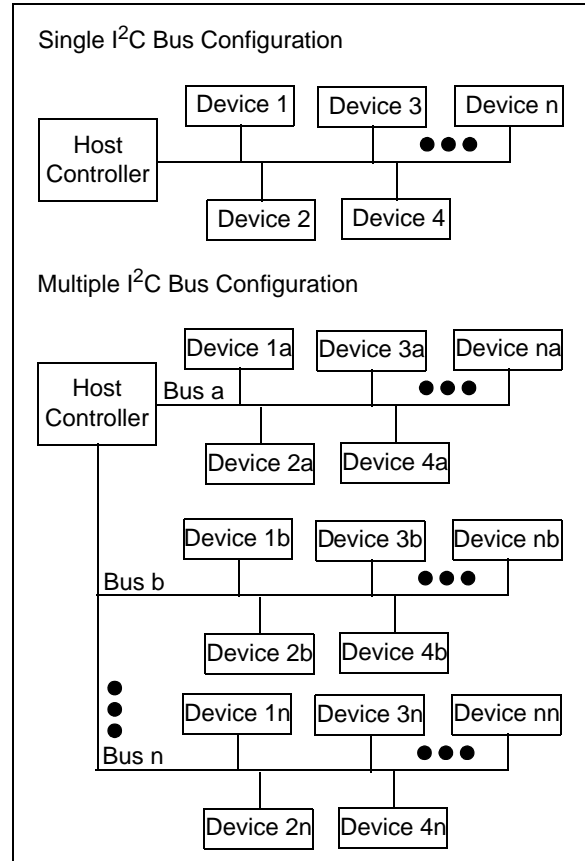 Single I²C Bus Configuration
Device 1
Device 3
Device n
Host
Controller
Device 2
Device 4
Multiple I²C Bus Configuration
Device 1a
Device 3a
Device na
Host
Controller
Bus a
Device 2a
Device 4a
Device 1b
Device 3b
Device nb
Bus b
Device 2b
Device 4b
Device 1n
Device 3n
Device nn
Bus n
Device 2n
Device 4n